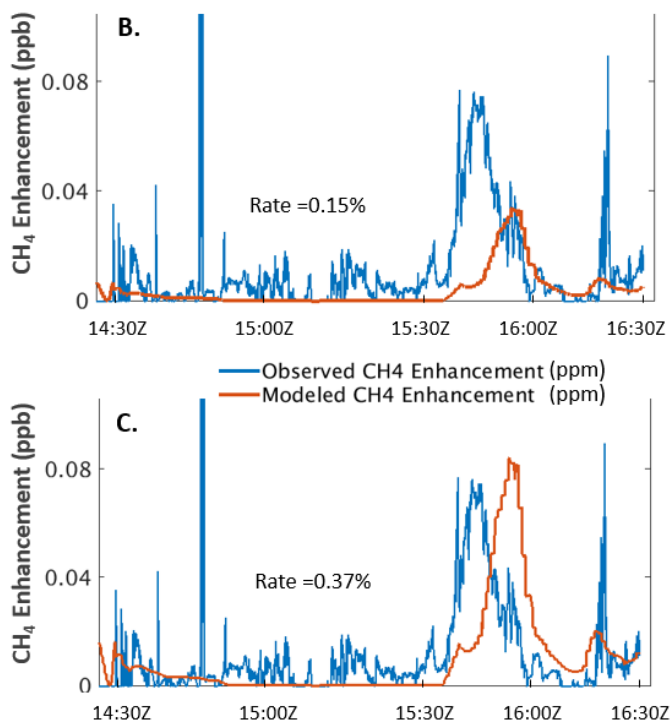 B.
CH4 Enhancement (ppb)
0.08
0.04
0
Rate =0.15%
14:30Z 15:00Z 15:30Z 16:00Z 16:30Z
Observed CH4 Enhancement (ppm)
Modeled CH4 Enhancement (ppm)
C.
CH4 Enhancement (ppb)
0.08
0.04
0
Rate =0.37%
14:30Z 15:00Z 15:30Z 16:00Z 16:30Z